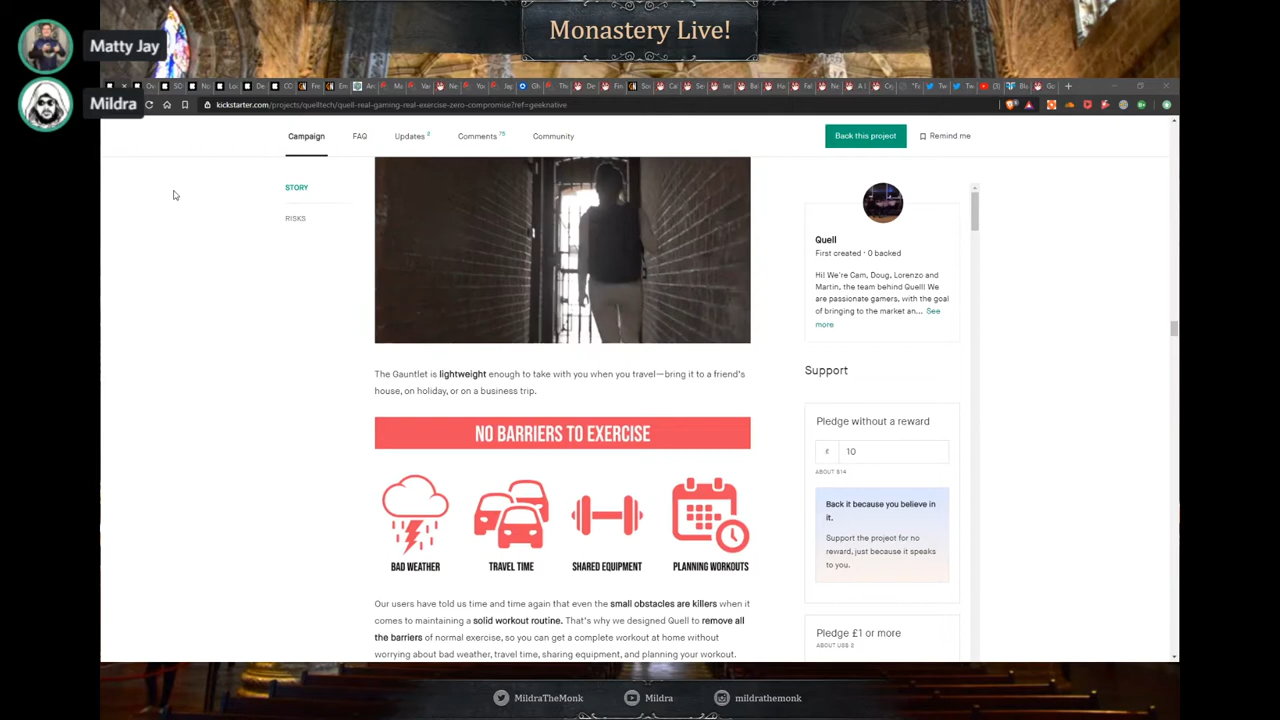 Monastery Live!
Matty Jay
Mildra
kickstarter.com/projects/quelltech/quell-real-gaming-real-exercise-zero-compromise?ref=geeknative
Campaign
FAQ
Updates 2
Comments 75
Community
Back this project
Remind me
STORY
RISKS
Quell
First created · 0 backed
Hi! We're Cam, Doug, Lorenzo and
Martin, the team behind Quell! We
are passionate gamers, with the goal
of bringing to the market an... See
more
The Gauntlet is lightweight enough to take with you when you travel—bring it to a friend's
house, on holiday, or on a business trip.
NO BARRIERS TO EXERCISE
BAD WEATHER
TRAVEL TIME
SHARED EQUIPMENT
PLANNING WORKOUTS
Our users have told us time and time again that even the small obstacles are killers when it
comes to maintaining a solid workout routine. That's why we designed Quell to remove all
the barriers of normal exercise, so you can get a complete workout at home without
worrying about bad weather, travel time, sharing equipment, and planning your workout.
Support
Pledge without a reward
£ 10
ABOUT $14
Back it because you believe in
it.
Support the project for no
reward, just because it speaks
to you.
Pledge £1 or more
ABOUT US$ 2
MildraTheMonk
Mildra
mildrathemonk